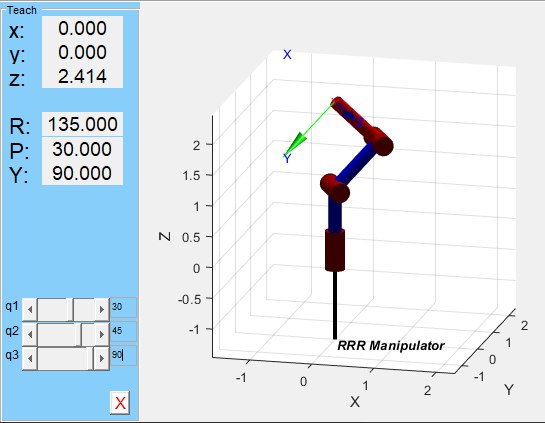 Teach
x: 0.000
y: 0.000
z: 2.414
R: 135.000
P: 30.000
Y: 90.000
q1 30
q2 45
q3 90
X
X
Y
Z
2
1.5
1
0.5
0
-0.5
-1
RRR Manipulator
-1
0
1
2
X
-1
0
1
2
Y